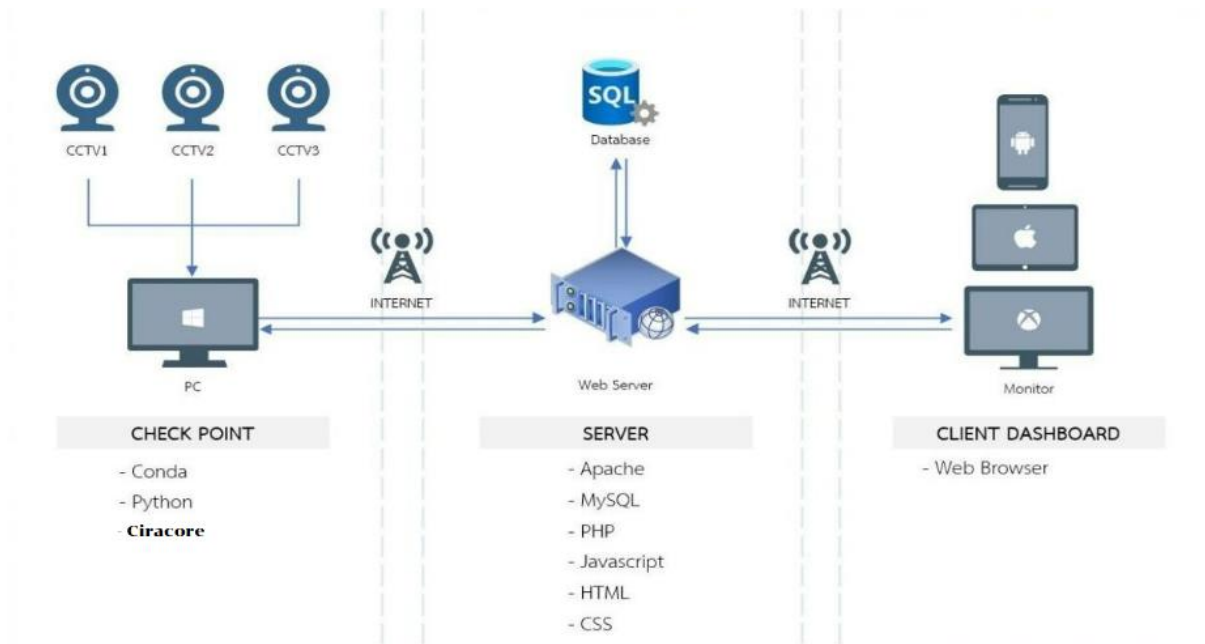 CCTV1
CCTV2
CCTV3
SQL
Database
INTERNET
INTERNET
PC
Web Server
Monitor
CHECK POINT
- Conda
- Python
- Ciracore
SERVER
- Apache
- MySQL
- PHP
- Javascript
- HTML
- CSS
CLIENT DASHBOARD
- Web Browser